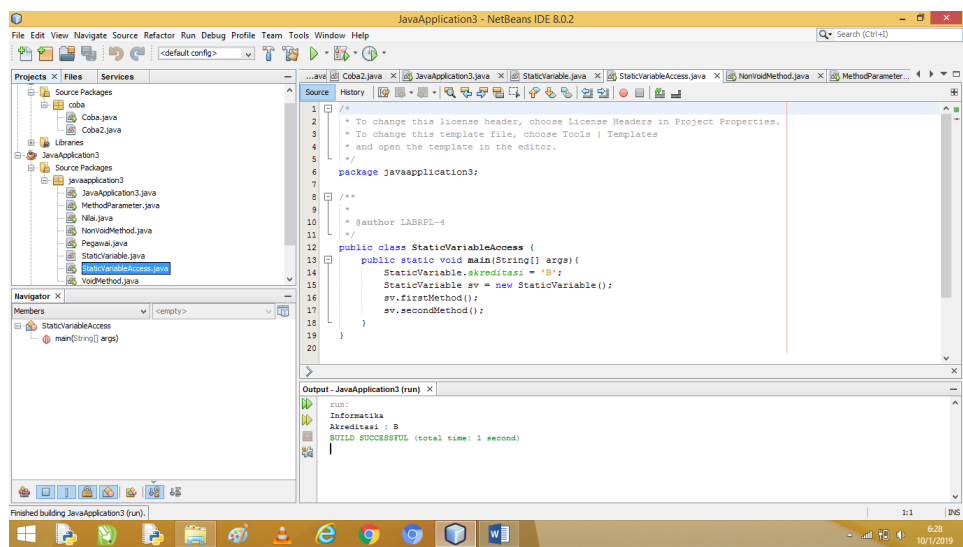 JavaApplication3 - NetBeans IDE 8.0.2
File Edit View Navigate Source Refactor Run Debug Profile Team Tools Window Help
Search (Ctrl+I)
<default config>
Projects Files Services
Source Packages
coba
Coba.java
Coba2.java
Libraries
JavaApplication3
Source Packages
javaapplication3
JavaApplication3.java
MethodParameter.java
Nilai.java
NonVoidMethod.java
Pegawai.java
StaticVariable.java
StaticVariableAccess.java
VoidMethod.java
Navigator
Members <empty>
StaticVariableAccess
main(String[] args)
...ava Coba2.java JavaApplication3.java StaticVariable.java StaticVariableAccess.java NonVoidMethod.java MethodParameter...
Source History
1 /*
2 * To change this license header, choose License Headers in Project Properties.
3 * To change this template file, choose Tools | Templates
4 * and open the template in the editor.
5 */
6 package javaapplication3;
7
8 /**
9 *
10 * @author LABRPL-4
11 */
12 public class StaticVariableAccess {
13 public static void main(String[] args){
14 StaticVariable.akreditasi = 'B';
15 StaticVariable sv = new StaticVariable();
16 sv.firstMethod();
17 sv.secondMethod();
18 }
19 }
20
Output - JavaApplication3 (run)
run:
Informatika
Akreditasi : B
BUILD SUCCESSFUL (total time: 1 second)
Finished building JavaApplication3 (run).
1:1 INS
6:28
10/1/2019